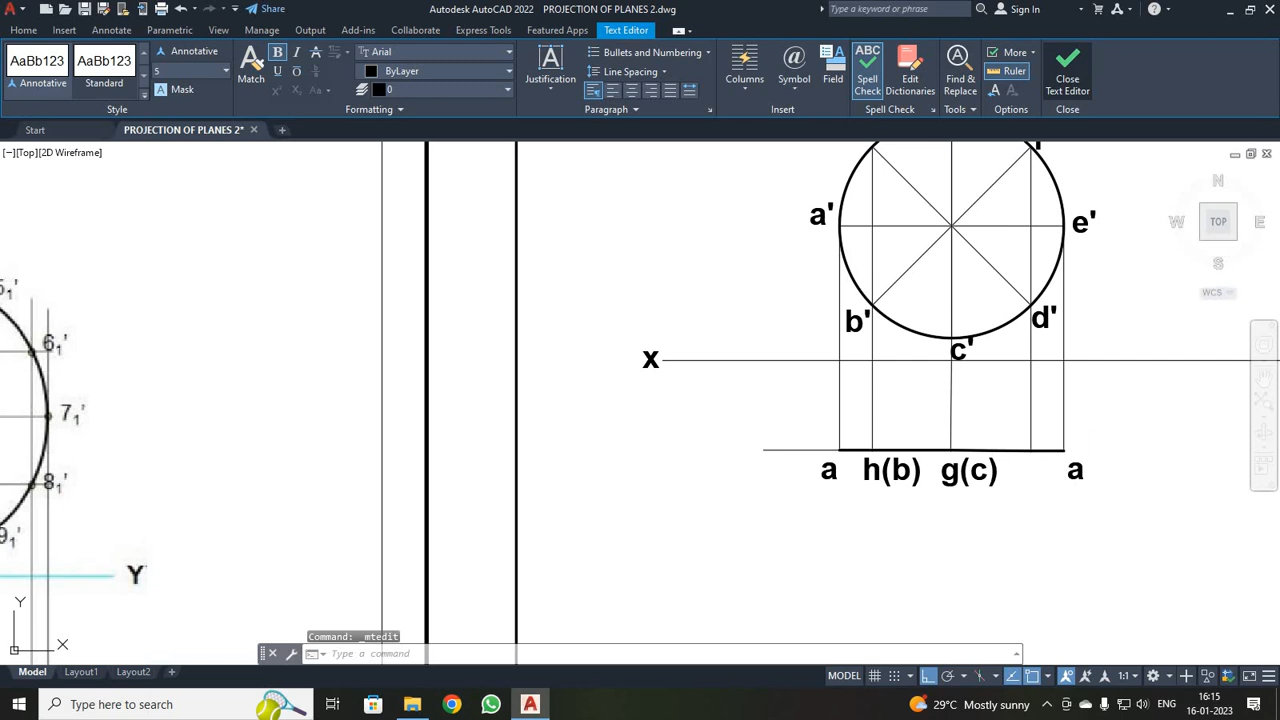 Share
Autodesk AutoCAD 2022 PROJECTION OF PLANES 2.dwg
Type a keyword or phrase
Sign In
Home Insert Annotate Parametric View Manage Output Add-ins Collaborate Express Tools Featured Apps Text Editor
AaBb123 AaBb123
Annotative Standard
Annotative
5
Mask
Style
A
Match
B I A
Arial
U O
ByLayer
0
Formatting
Justification
Bullets and Numbering
Line Spacing
Paragraph
Columns
@
Symbol
Field
Insert
ABC
Spell
Check
Edit
Dictionaries
Spell Check
Find &
Replace
Tools
More
Ruler
Options
Close
Text Editor
Close
Start PROJECTION OF PLANES 2*
[−][Top][2D Wireframe]
N
W TOP E
S
WCS
a'
e'
b'
d'
c'
x
a h(b) g(c) a
6₁'
7₁'
8₁'
9₁'
Y
Y
X
Command: _mtedit
Type a command
Model Layout1 Layout2
MODEL
1:1
Type here to search
29°C Mostly sunny
ENG
16:15
16-01-2023